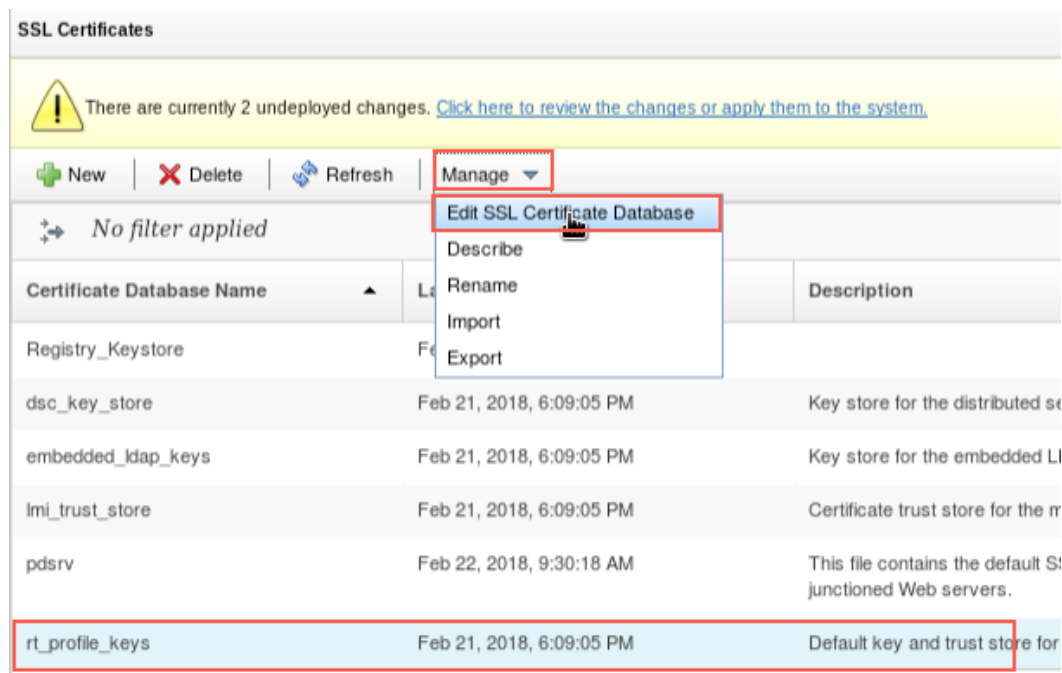 SSL Certificates
There are currently 2 undeployed changes. Click here to review the changes or apply them to the system.
New Delete Refresh Manage
No filter applied
Edit SSL Certificate Database
Describe
Rename
Import
Export
Certificate Database Name Description
Registry_Keystore
dsc_key_store Feb 21, 2018, 6:09:05 PM Key store for the distributed se
embedded_ldap_keys Feb 21, 2018, 6:09:05 PM Key store for the embedded
lmi_trust_store Feb 21, 2018, 6:09:05 PM Certificate trust store for the m
pdsrv Feb 22, 2018, 9:30:18 AM This file contains the default
junctioned Web servers.
rt_profile_keys Feb 21, 2018, 6:09:05 PM Default key and trust store for